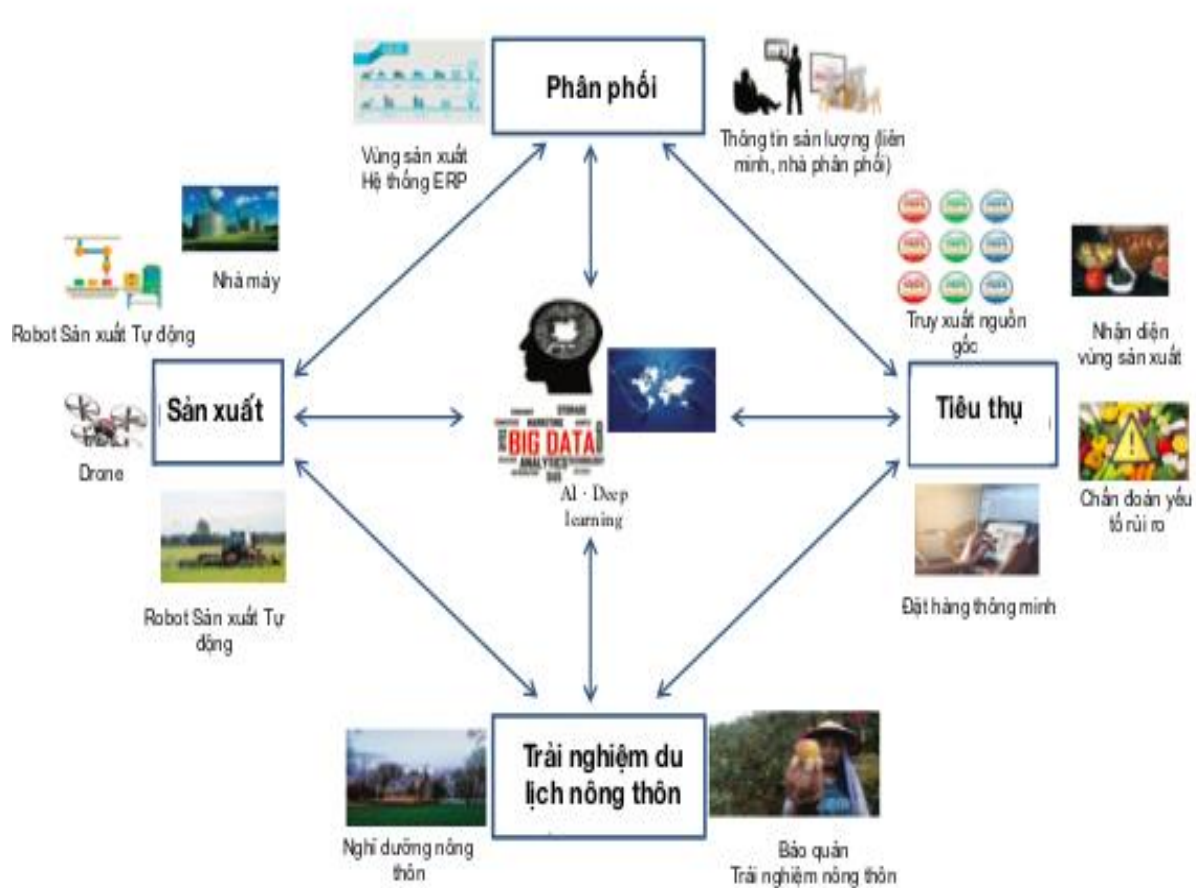 Phân phối
Vùng sản xuất
Hệ thống ERP
Thông tin sản lượng (liên
minh, nhà phân phối)
Nhà máy
Robot Sản xuất Tự động
Truy xuất nguồn
gốc
Nhận diện
vùng sản xuất
Sản xuất
Tiêu thụ
Drone
STORAGE
MARKETING
BIG DATA
ANALYTICS
AI · Deep
learning
Chẩn đoán yếu
tố rủi ro
Robot Sản xuất Tự
động
Đặt hàng thông minh
Trải nghiệm du
lịch nông thôn
Nghỉ dưỡng nông
thôn
Bảo quản
Trải nghiệm nông thôn